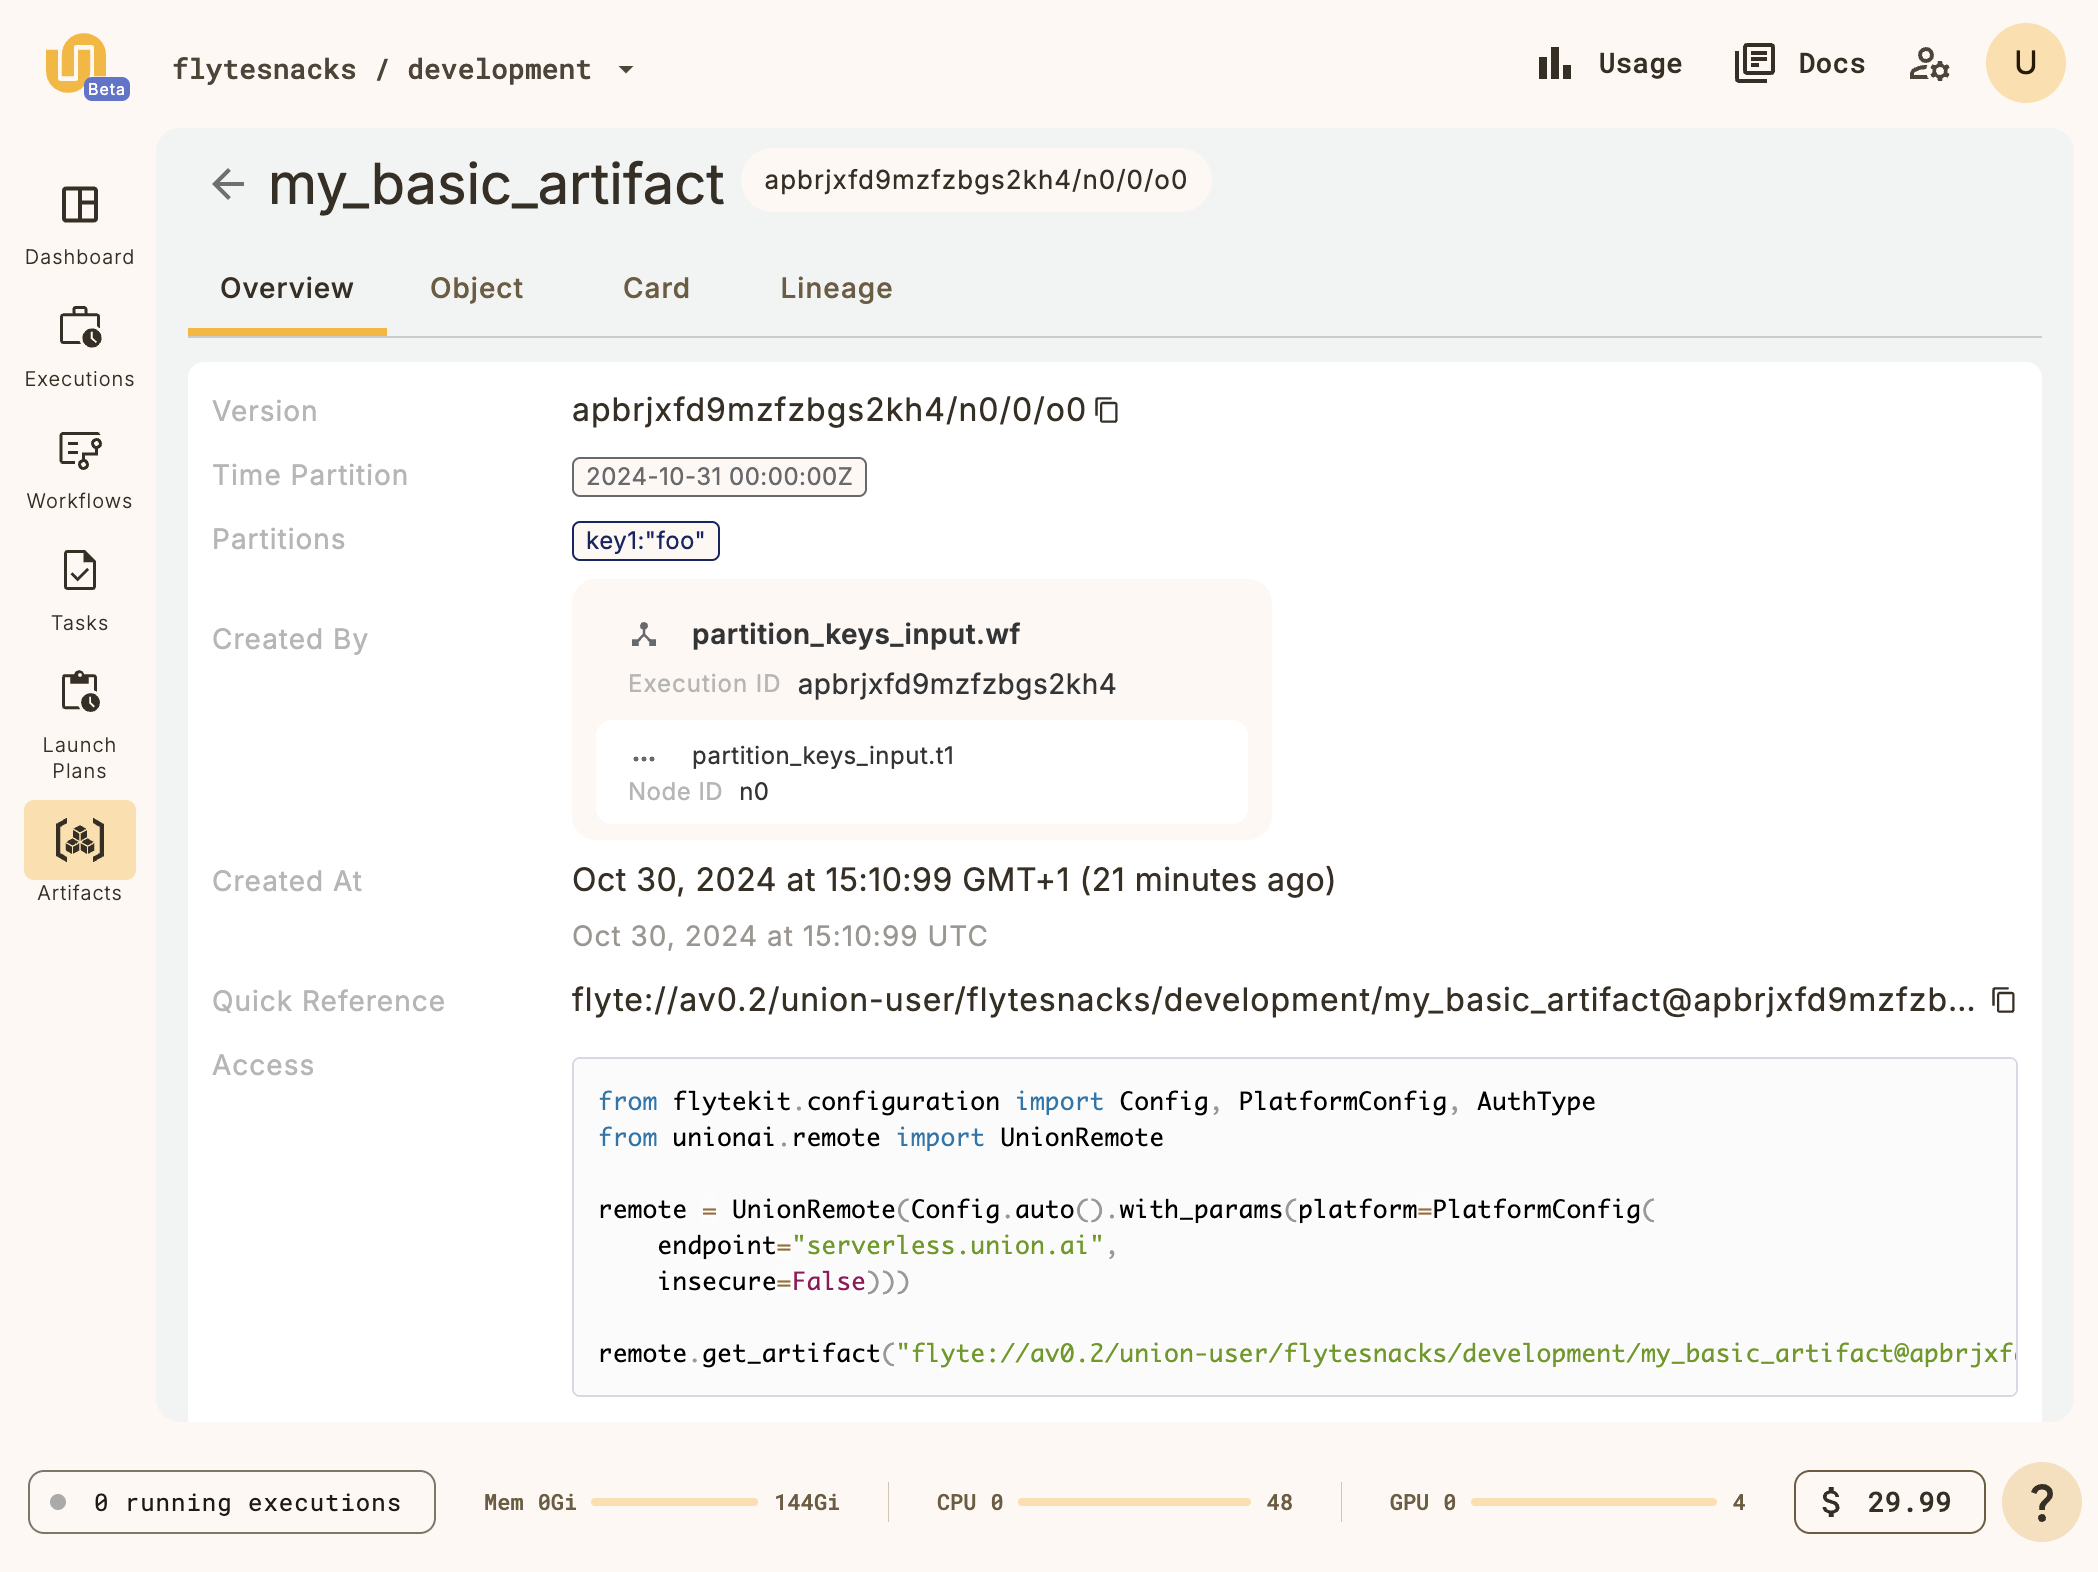 Beta
flytesnacks / development
Usage
Docs
U
Dashboard
Executions
Workflows
Tasks
Launch
Plans
Artifacts
my_basic_artifact
apbrjxfd9mzfzbgs2kh4/n0/0/o0
Overview
Object
Card
Lineage
Version
apbrjxfd9mzfzbgs2kh4/n0/0/o0
Time Partition
2024-10-31 00:00:00Z
Partitions
key1:"foo"
Created By
partition_keys_input.wf
Execution ID apbrjxfd9mzfzbgs2kh4
partition_keys_input.t1
Node ID n0
Created At
Oct 30, 2024 at 15:10:99 GMT+1 (21 minutes ago)
Oct 30, 2024 at 15:10:99 UTC
Quick Reference
flyte://av0.2/union-user/flytesnacks/development/my_basic_artifact@apbrjxfd9mzfzb...
Access
from flytekit.configuration import Config, PlatformConfig, AuthType
from unionai.remote import UnionRemote
remote = UnionRemote(Config.auto().with_params(platform=PlatformConfig(
endpoint="serverless.union.ai",
insecure=False)))
remote.get_artifact("flyte://av0.2/union-user/flytesnacks/development/my_basic_artifact@apbrjxf
0 running executions
Mem 0Gi
144Gi
CPU 0
48
GPU 0
4
$ 29.99
?